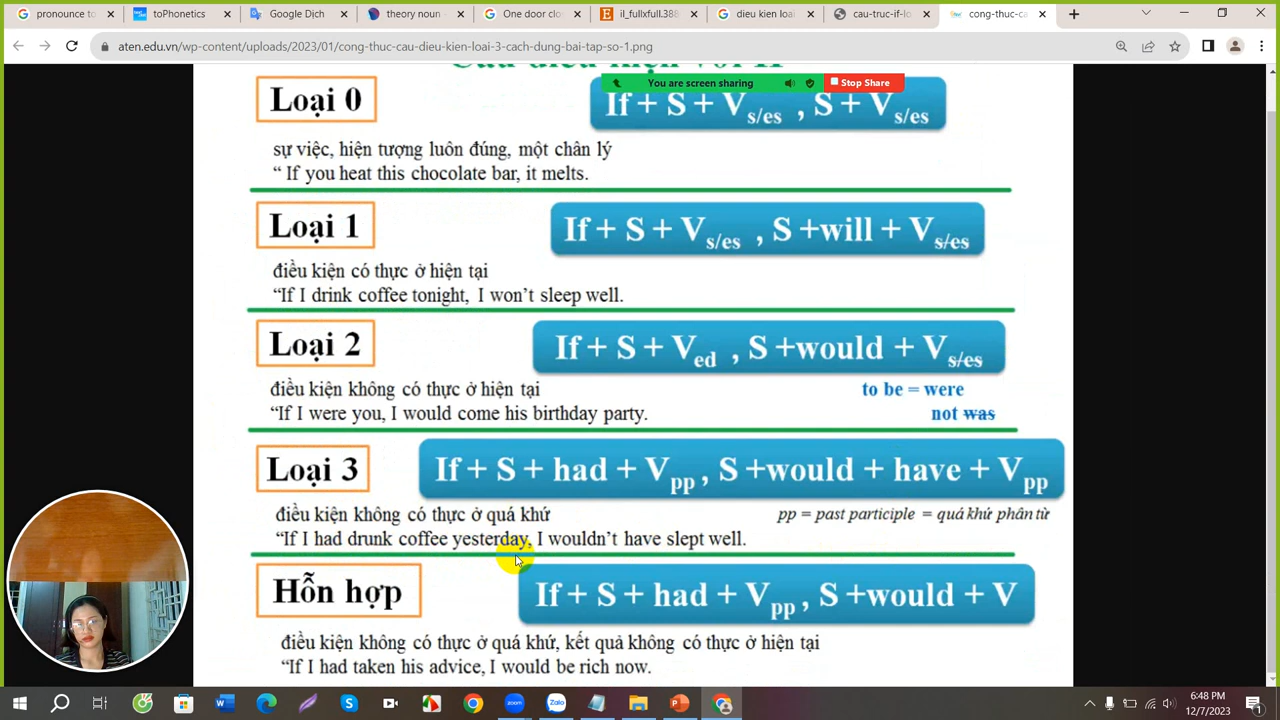 pronounce to
toPhonetics
Google Dịch
theory noun -
One door clo
il_fullxfull.388
dieu kien loai
cau-truc-if-lo
cong-thuc-ca
aten.edu.vn/wp-content/uploads/2023/01/cong-thuc-cau-dieu-kien-loai-3-cach-dung-bai-tap-so-1.png
You are screen sharing
Stop Share
Loại 0
If + S + Vs/es , S + Vs/es
sự việc, hiện tượng luôn đúng, một chân lý
“ If you heat this chocolate bar, it melts.
Loại 1
If + S + Vs/es , S +will + Vs/es
điều kiện có thực ở hiện tại
“If I drink coffee tonight, I won’t sleep well.
Loại 2
If + S + Ved , S +would + Vs/es
điều kiện không có thực ở hiện tại
to be = were
“If I were you, I would come his birthday party.
not was
Loại 3
If + S + had + Vpp , S +would + have + Vpp
điều kiện không có thực ở quá khứ
pp = past participle = quá khứ phân từ
“If I had drunk coffee yesterday, I wouldn’t have slept well.
Hỗn hợp
If + S + had + Vpp , S +would + V
điều kiện không có thực ở quá khứ, kết quả không có thực ở hiện tại
“If I had taken his advice, I would be rich now.
6:48 PM
12/7/2023